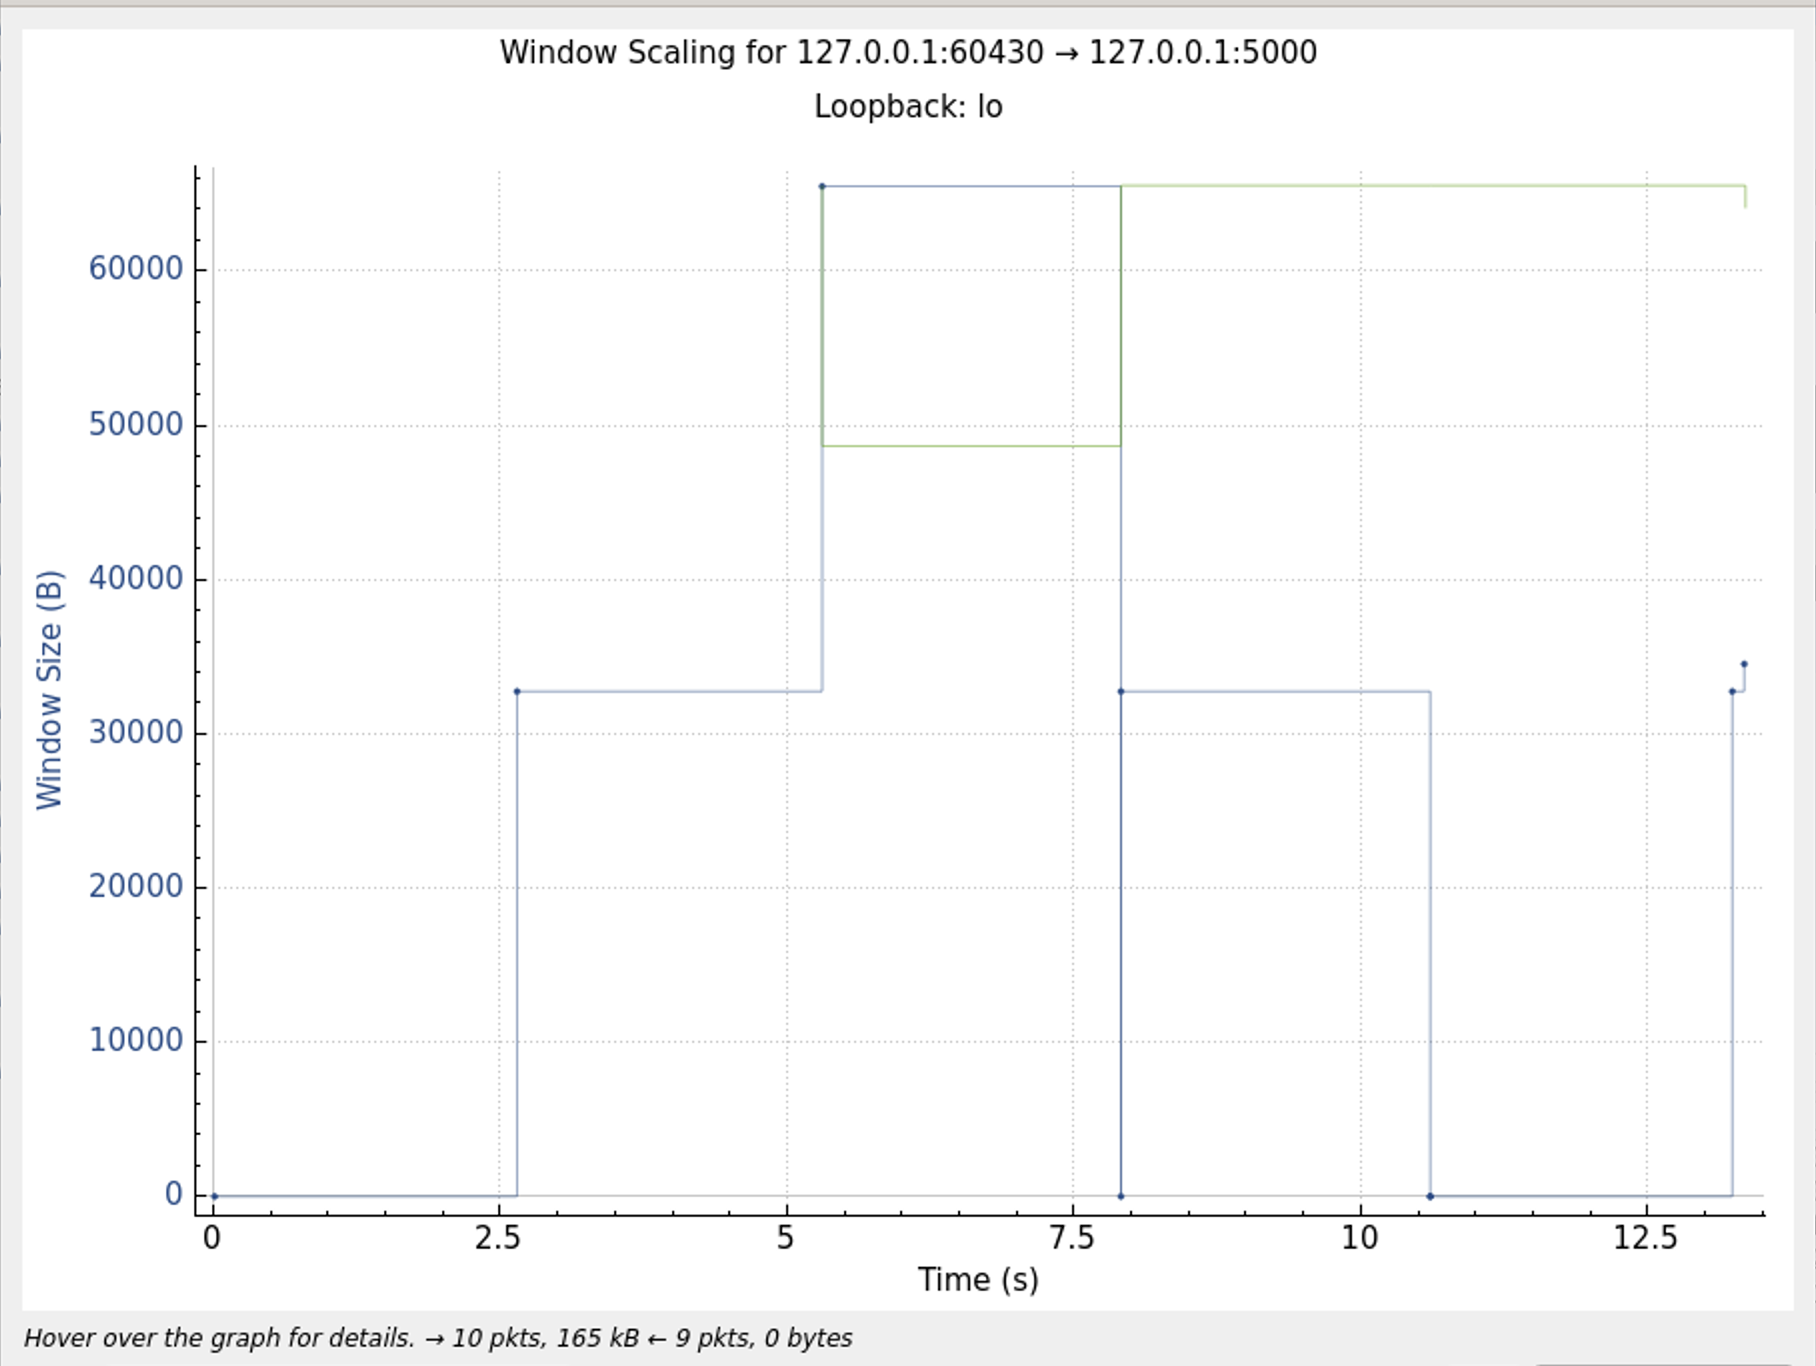 Window Scaling for 127.0.0.1:60430 → 127.0.0.1:5000
Loopback: lo
Window Size (B)
60000
50000
40000
30000
20000
10000
0
0 2.5 5 7.5 10 12.5
Time (s)
Hover over the graph for details. → 10 pkts, 165 kB ← 9 pkts, 0 bytes